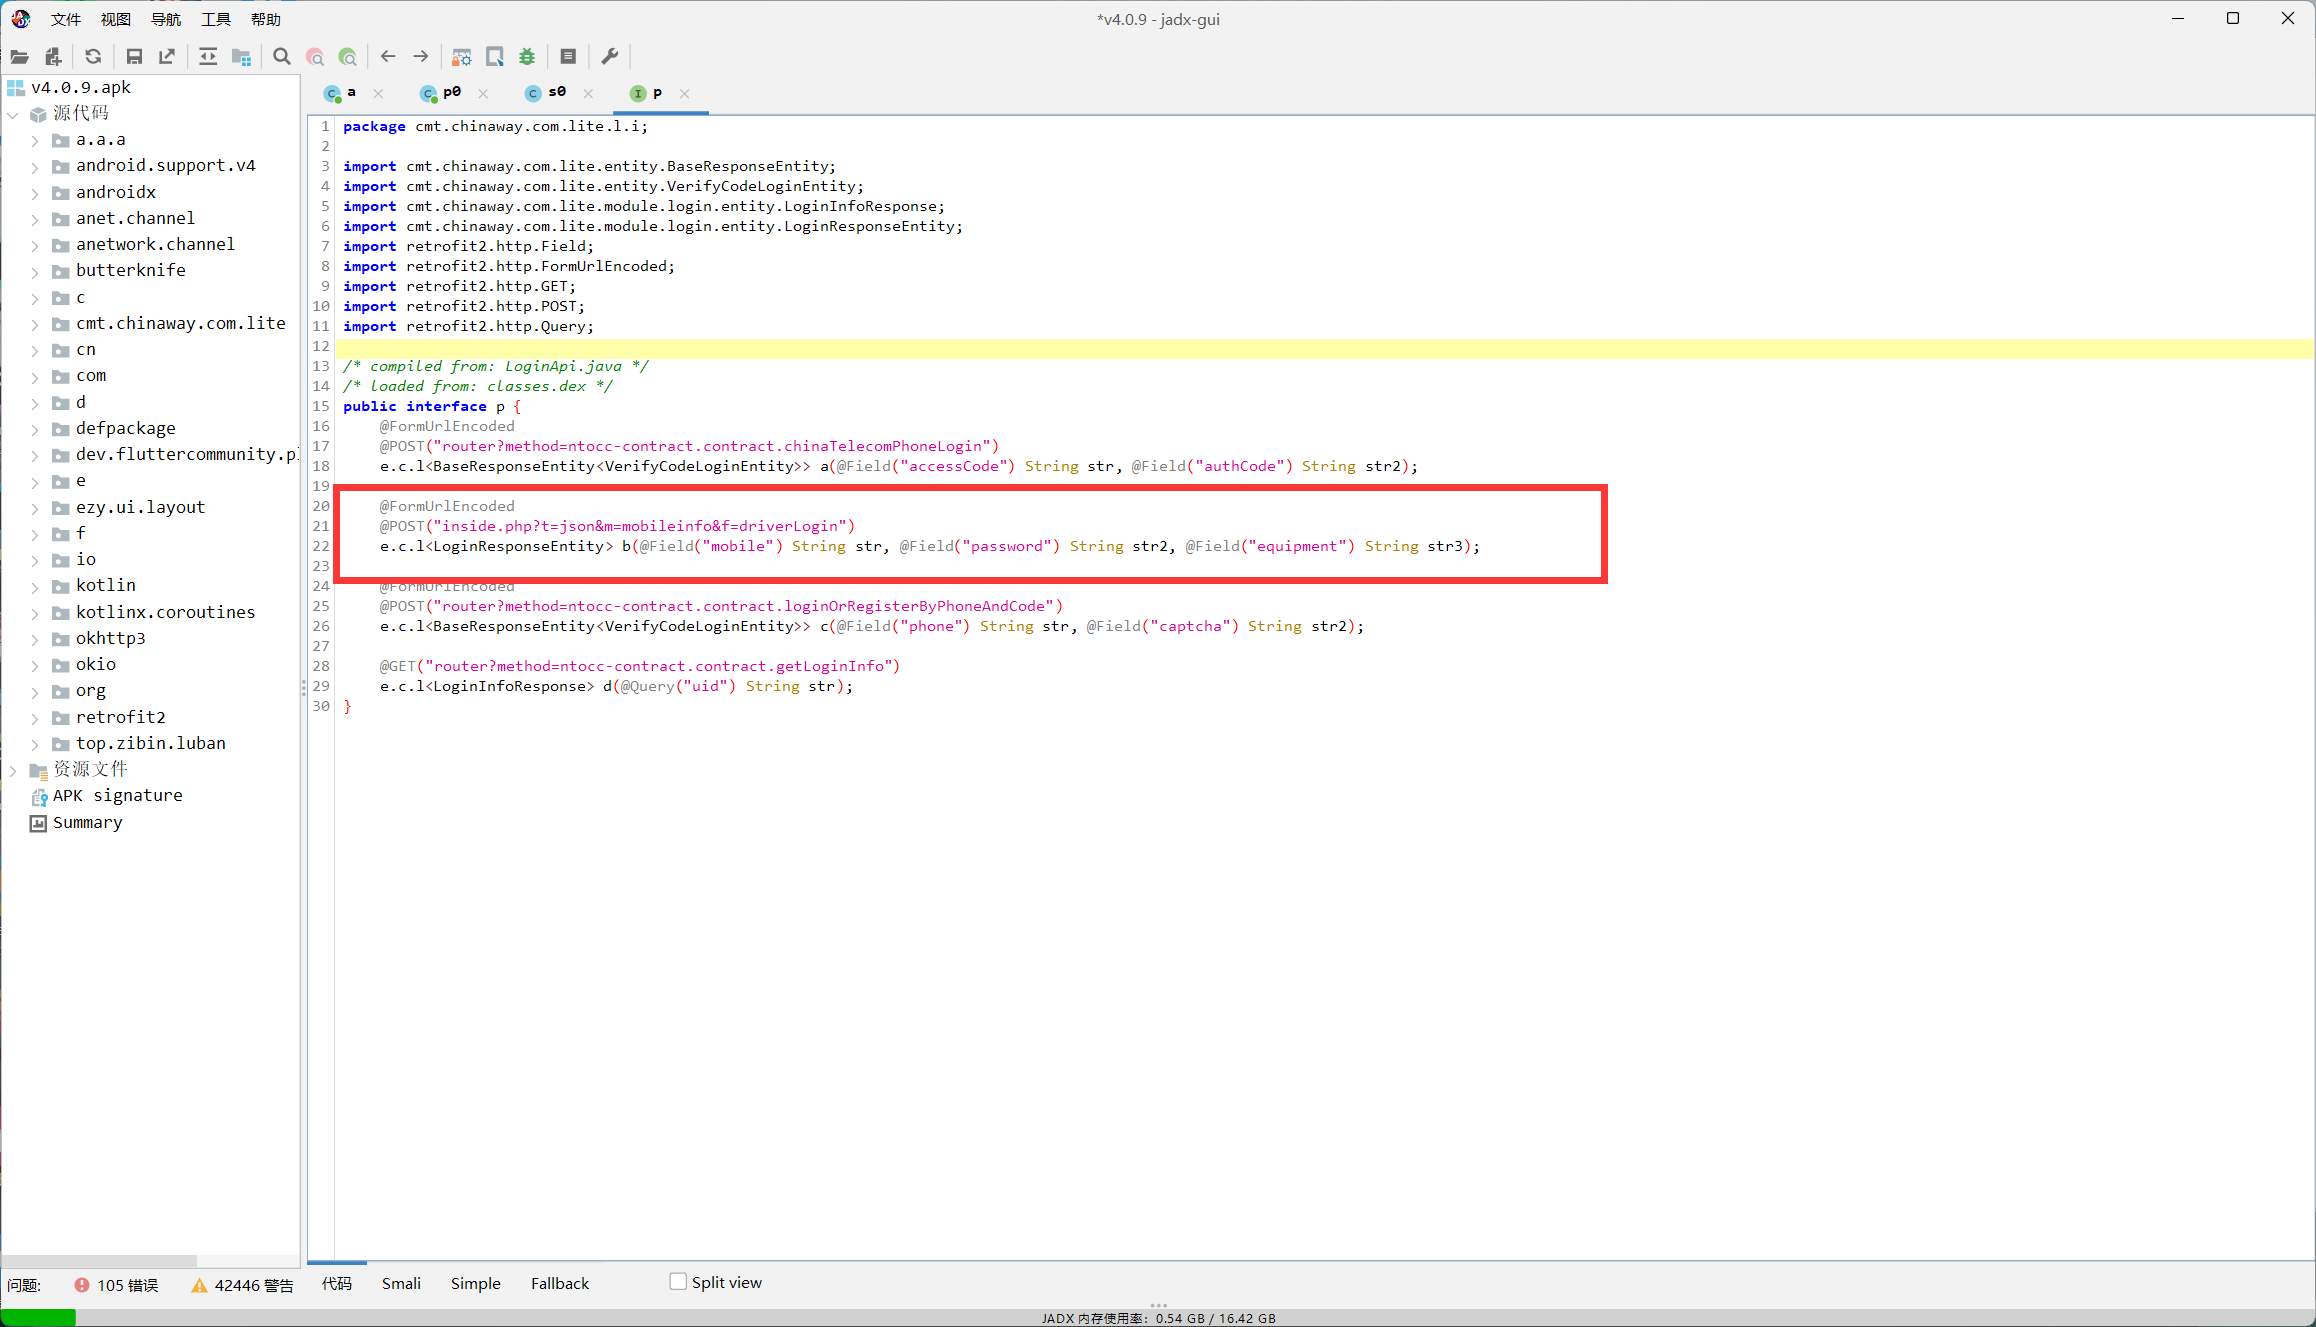 文件 视图 导航 工具 帮助
*v4.0.9 - jadx-gui
v4.0.9.apk
源代码
a.a.a
android.support.v4
androidx
anet.channel
anetwork.channel
butterknife
c
cmt.chinaway.com.lite
cn
com
d
defpackage
dev.fluttercommunity.pl
e
ezy.ui.layout
f
io
kotlin
kotlinx.coroutines
okhttp3
okio
org
retrofit2
top.zibin.luban
资源文件
APK signature
Summary
a p0 s0 p
1 package cmt.chinaway.com.lite.l.i;
2
3 import cmt.chinaway.com.lite.entity.BaseResponseEntity;
4 import cmt.chinaway.com.lite.entity.VerifyCodeLoginEntity;
5 import cmt.chinaway.com.lite.module.login.entity.LoginInfoResponse;
6 import cmt.chinaway.com.lite.module.login.entity.LoginResponseEntity;
7 import retrofit2.http.Field;
8 import retrofit2.http.FormUrlEncoded;
9 import retrofit2.http.GET;
10 import retrofit2.http.POST;
11 import retrofit2.http.Query;
12
13 /* compiled from: LoginApi.java */
14 /* loaded from: classes.dex */
15 public interface p {
16 @FormUrlEncoded
17 @POST("router?method=ntocc-contract.contract.chinaTelecomPhoneLogin")
18 e.c.l<BaseResponseEntity<VerifyCodeLoginEntity>> a(@Field("accessCode") String str, @Field("authCode") String str2);
19
20 @FormUrlEncoded
21 @POST("inside.php?t=json&m=mobileinfo&f=driverLogin")
22 e.c.l<LoginResponseEntity> b(@Field("mobile") String str, @Field("password") String str2, @Field("equipment") String str3);
23
24 @FormUrlEncoded
25 @POST("router?method=ntocc-contract.contract.loginOrRegisterByPhoneAndCode")
26 e.c.l<BaseResponseEntity<VerifyCodeLoginEntity>> c(@Field("phone") String str, @Field("captcha") String str2);
27
28 @GET("router?method=ntocc-contract.contract.getLoginInfo")
29 e.c.l<LoginInfoResponse> d(@Query("uid") String str);
30 }
问题: 105 错误 42446 警告
代码 Smali Simple Fallback Split view
JADX 内存使用率: 0.54 GB / 16.42 GB